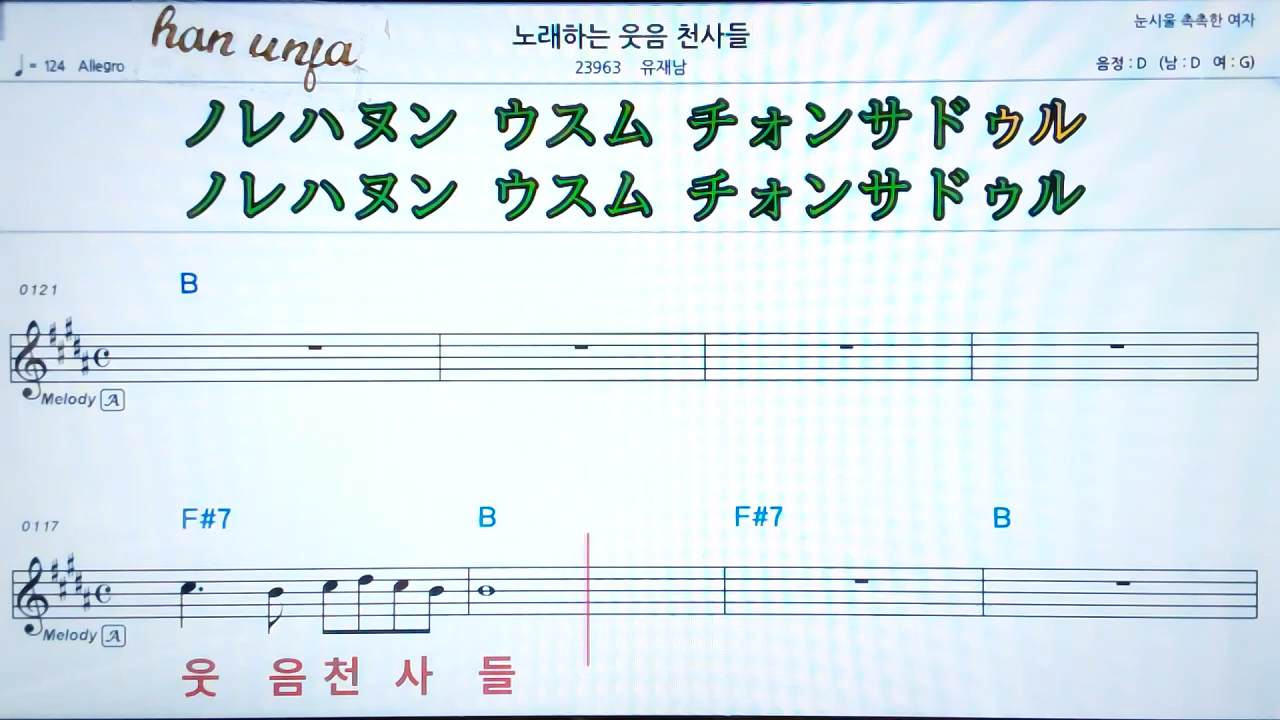 han unja
노래하는 웃음 천사들
눈시울 촉촉한 여자
♩= 124 Allegro
23963 유재남
음정 : D (남 : D 여 : G)
ノレハヌン ウスム チォンサドゥル
ノレハヌン ウスム チォンサドゥル
0121
B
Melody A
0117
F#7 B F#7 B
Melody A
웃 음 천 사 들